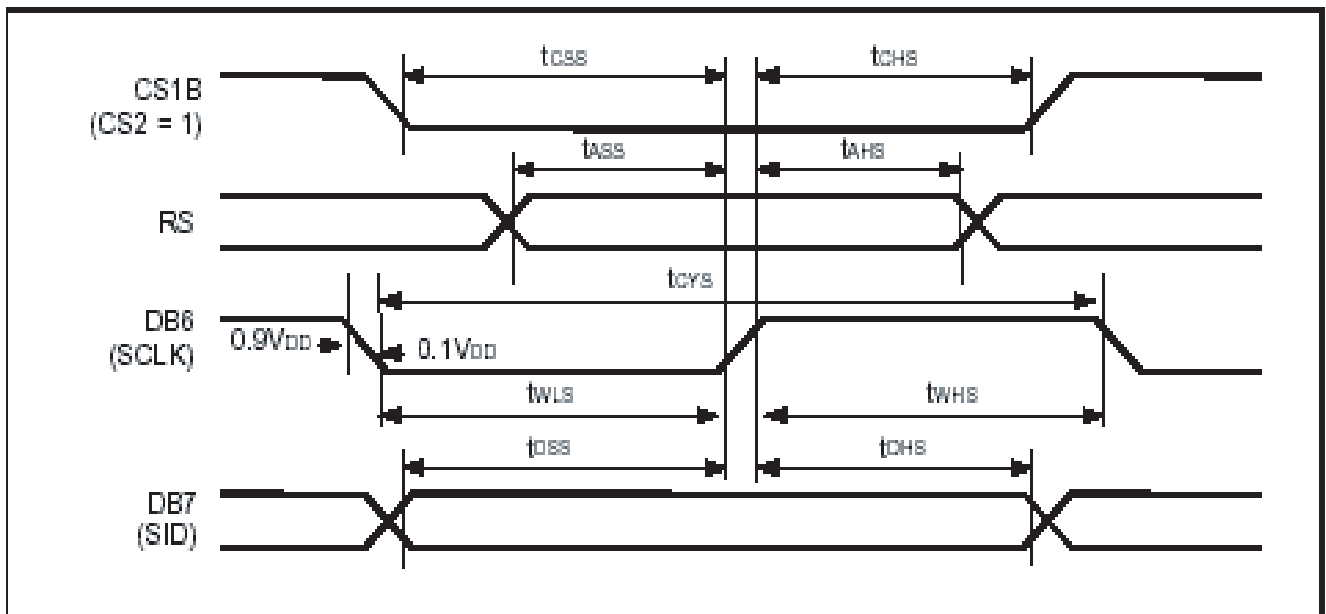 tCSS
tCHS
CS1B
(CS2 = 1)
tASS
tAHS
RS
tCYS
DB6
(SCLK)
0.9VDD
0.1VDD
tWLS
tWHS
tDSS
tDHS
DB7
(SID)